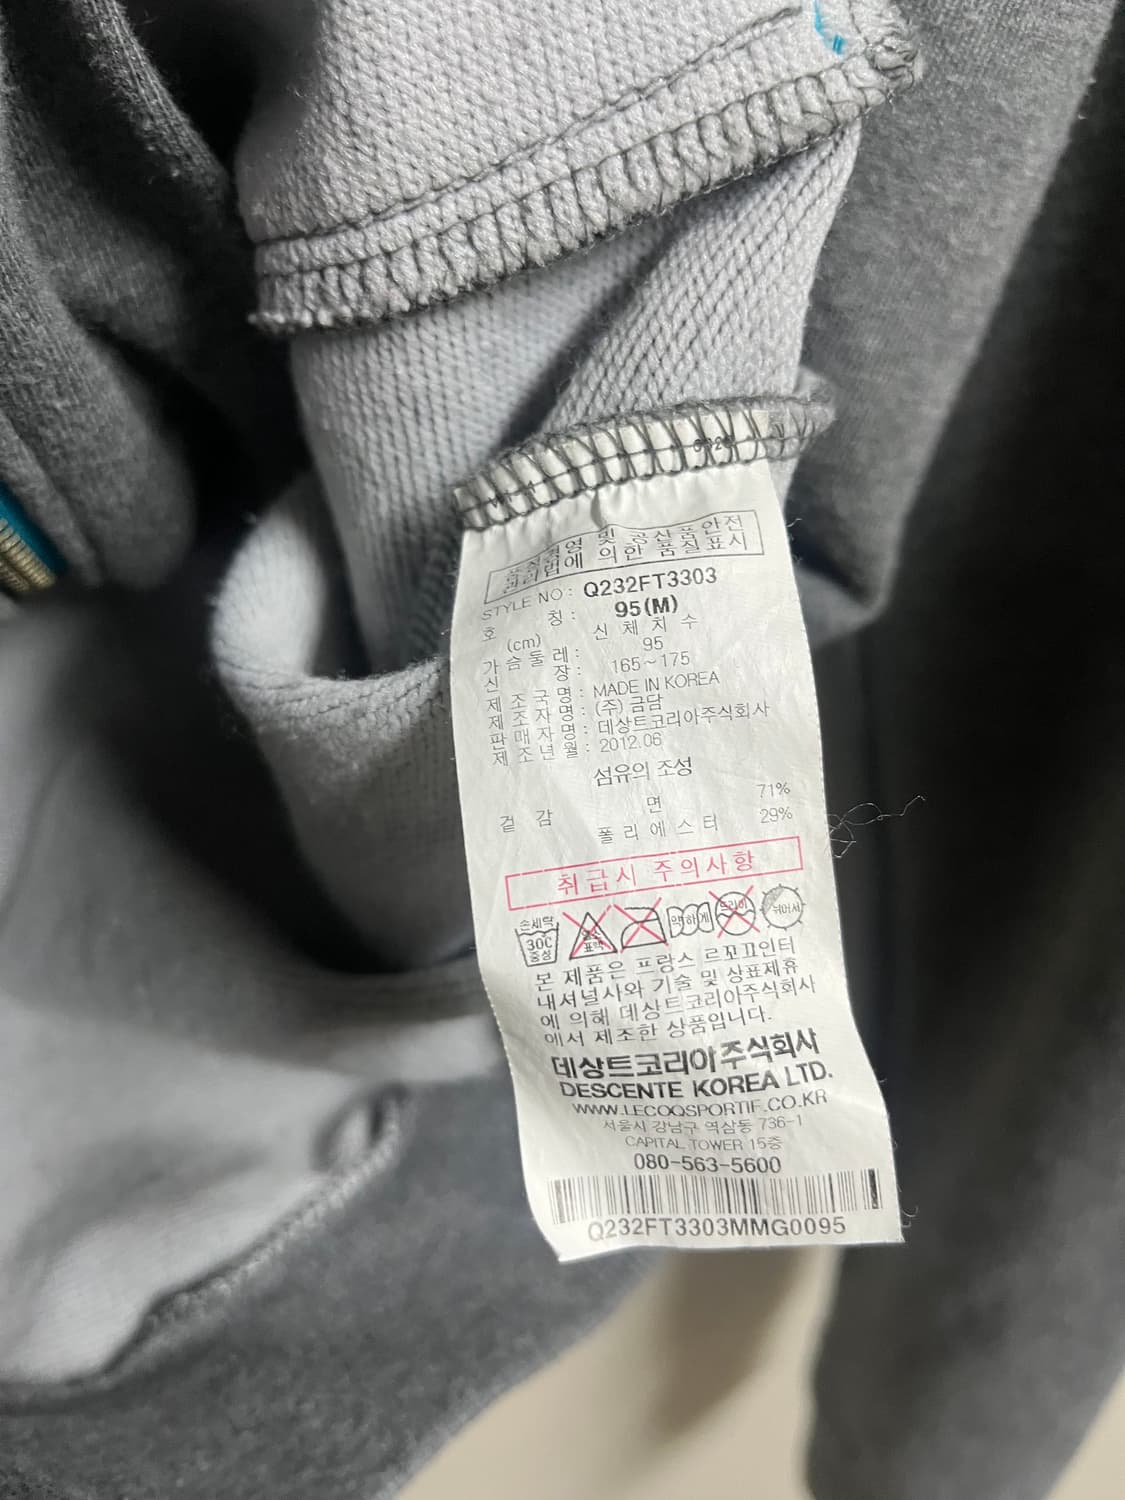 품질경영 및 공산품안전
관리법에 의한 품질표시
STYLE NO : Q232FT3303
호 칭 : 95(M)
(cm) 신 체 치 수
가 슴 둘 레 : 95
신 장 : 165~175
제 조 국 명 : MADE IN KOREA
제 조 자 명 : (주)금담
판 매 자 명 : 데상트코리아주식회사
제 조 년 월 : 2012.06
섬유의 조성
겉 감 면 71%
폴 리 에 스 터 29%
취급시 주의사항
손세탁 30C 중성
염소 표백
약하게
드라이
뉘어서
본 제품은 프랑스 르꼬끄인터
내셔널사와 기술 및 상표제휴
에 의해 데상트코리아주식회사
에서 제조한 상품입니다.
데상트코리아주식회사
DESCENTE KOREA LTD.
WWW.LECOQSPORTIF.CO.KR
서울시 강남구 역삼동 736-1
CAPITAL TOWER 15층
080-563-5600
Q232FT3303MMG0095